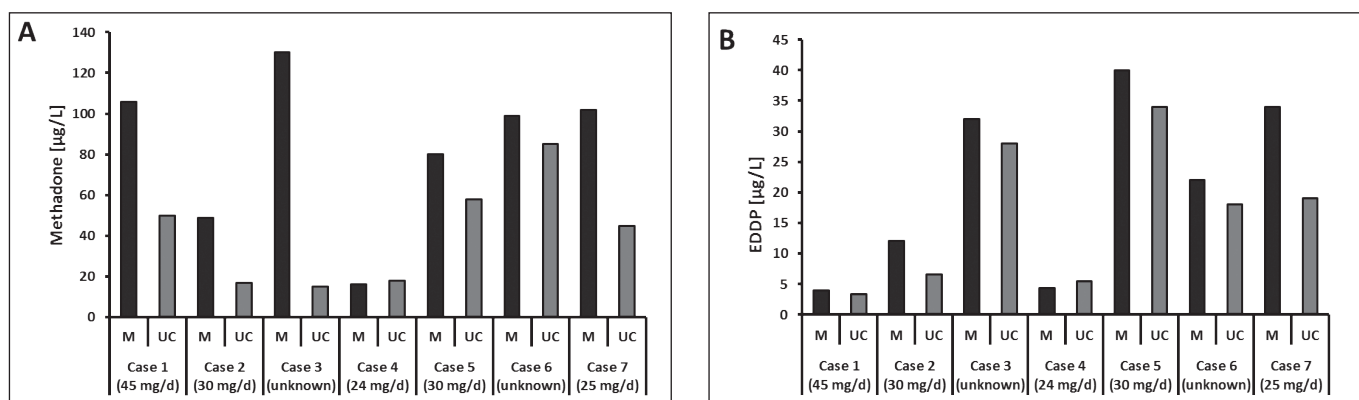 A
Methadone [µg/L]
140
120
100
80
60
40
20
0
M UC M UC M UC M UC M UC M UC M UC
Case 1 Case 2 Case 3 Case 4 Case 5 Case 6 Case 7
(45 mg/d) (30 mg/d) (unknown) (24 mg/d) (30 mg/d) (unknown) (25 mg/d)
B
EDDP [µg/L]
45
40
35
30
25
20
15
10
5
0
M UC M UC M UC M UC M UC M UC M UC
Case 1 Case 2 Case 3 Case 4 Case 5 Case 6 Case 7
(45 mg/d) (30 mg/d) (unknown) (24 mg/d) (30 mg/d) (unknown) (25 mg/d)